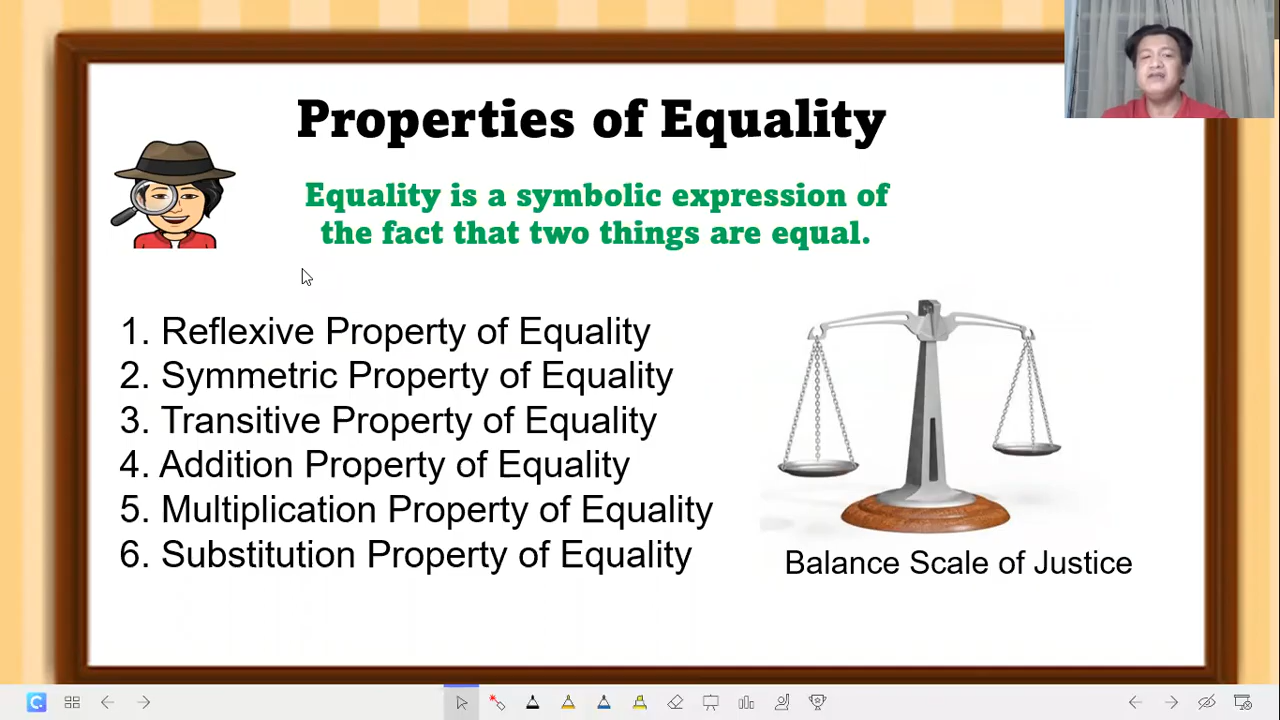 Properties of Equality
Equality is a symbolic expression of
the fact that two things are equal.
1. Reflexive Property of Equality
2. Symmetric Property of Equality
3. Transitive Property of Equality
4. Addition Property of Equality
5. Multiplication Property of Equality
6. Substitution Property of Equality
Balance Scale of Justice